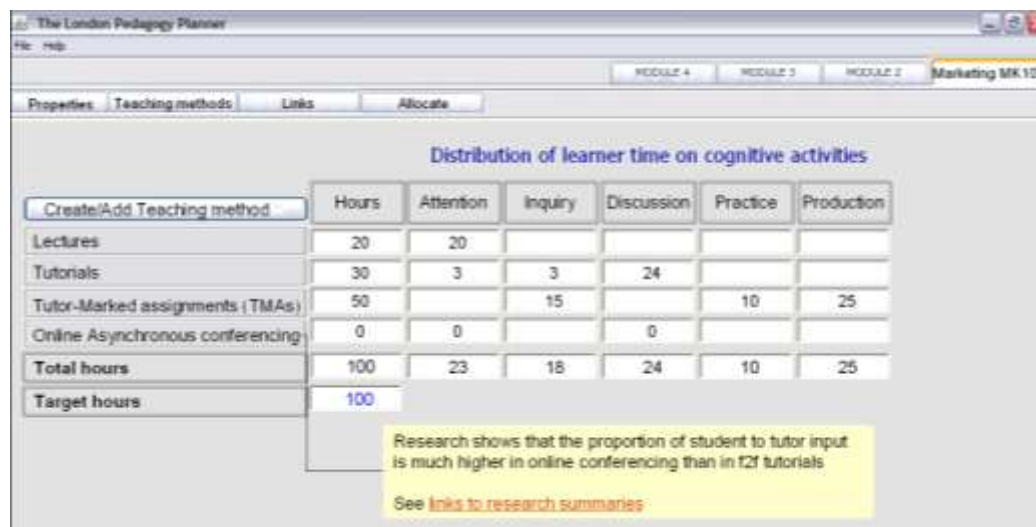 The London Pedagogy Planner
File Help
MODULE 4 MODULE 3 MODULE 2 Marketing MK10
Properties Teaching methods Links Allocate
Distribution of learner time on cognitive activities
Create/Add Teaching method Hours Attention Inquiry Discussion Practice Production
Lectures 20 20
Tutorials 30 3 3 24
Tutor-Marked assignments (TMAs) 50 15 10 25
Online Asynchronous conferencing 0 0 0
Total hours 100 23 18 24 10 25
Target hours 100
Research shows that the proportion of student to tutor input
is much higher in online conferencing than in f2f tutorials
See links to research summaries